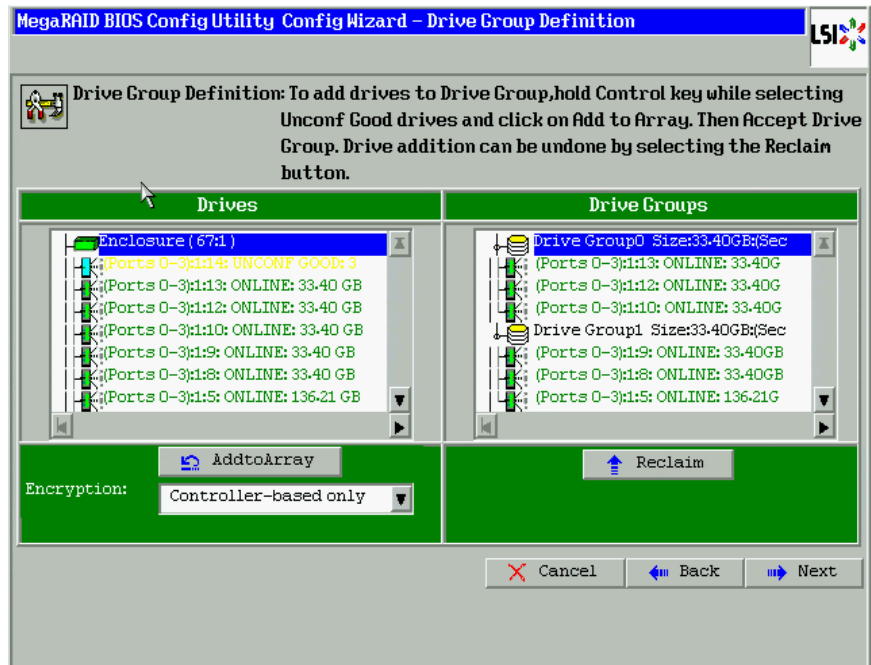 MegaRAID BIOS Config Utility Config Wizard – Drive Group Definition
LSI
Drive Group Definition: To add drives to Drive Group,hold Control key while selecting
Unconf Good drives and click on Add to Array. Then Accept Drive
Group. Drive addition can be undone by selecting the Reclaim
button.
Drives
Enclosure ( 67:1 )
(Ports 0-3):1:14: UNCONF GOOD: 3
(Ports 0-3):1:13: ONLINE: 33.40 GB
(Ports 0-3):1:12: ONLINE: 33.40 GB
(Ports 0-3):1:10: ONLINE: 33.40 GB
(Ports 0-3):1:9: ONLINE: 33.40 GB
(Ports 0-3):1:8: ONLINE: 33.40 GB
(Ports 0-3):1:5: ONLINE: 136.21 GB
AddtoArray
Encryption:
Controller-based only
Drive Groups
Drive Group0 Size:33.40GB:(Sec
(Ports 0-3):1:13: ONLINE: 33.40G
(Ports 0-3):1:12: ONLINE: 33.40G
(Ports 0-3):1:10: ONLINE: 33.40G
Drive Group1 Size:33.40GB:(Sec
(Ports 0-3):1:9: ONLINE: 33.40GB
(Ports 0-3):1:8: ONLINE: 33.40GB
(Ports 0-3):1:5: ONLINE: 136.21G
Reclaim
Cancel
Back
Next